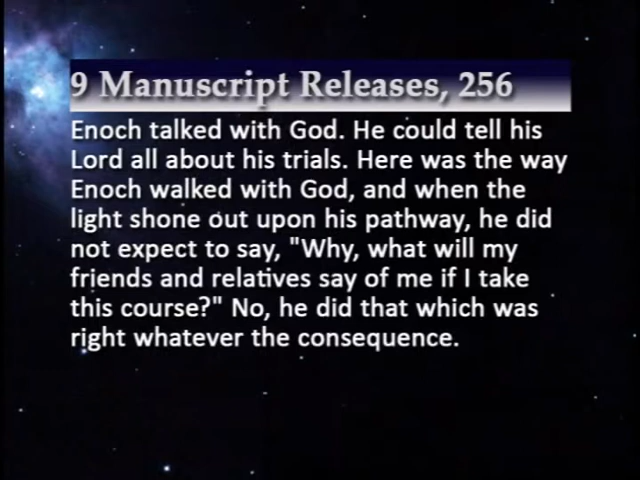 9 Manuscript Releases, 256
Enoch talked with God. He could tell his
Lord all about his trials. Here was the way
Enoch walked with God, and when the
light shone out upon his pathway, he did
not expect to say, "Why, what will my
friends and relatives say of me if I take
this course?" No, he did that which was
right whatever the consequence.